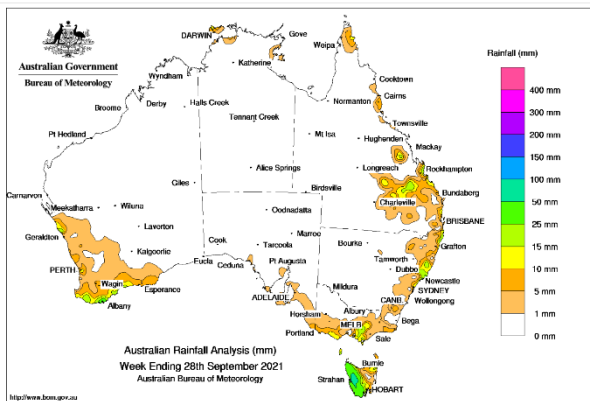 Australian Government
Bureau of Meteorology
DARWIN
Gove
Weipa
Katherine
Wyndham
Cooktown
Cairns
Broome
Derby
Halls Creek
Normanton
Tennant Creek
Townsville
Pt Hedland
Mt Isa
Hughenden
Mackay
Longreach
Rockhampton
Alice Springs
Giles
Birdsville
Bundaberg
Carnarvon
Meekatharra
Wiluna
Oodnadatta
Charleville
BRISBANE
Geraldton
Laverton
Marree
Bourke
Grafton
Kalgoorlie
Cook
Tarcoola
Tamworth
PERTH
Eucla
Ceduna
Pt Augusta
Dubbo
Newcastle
Wagin
Esperance
Mildura
SYDNEY
Albany
ADELAIDE
CANB.
Wollongong
Horsham
Albury
Bega
Portland
MELB
Sale
Burnie
Strahan
HOBART
Rainfall (mm)
400 mm
300 mm
200 mm
150 mm
100 mm
50 mm
25 mm
15 mm
10 mm
5 mm
1 mm
0 mm
Australian Rainfall Analysis (mm)
Week Ending 28th September 2021
Australian Bureau of Meteorology
http://www.bom.gov.au